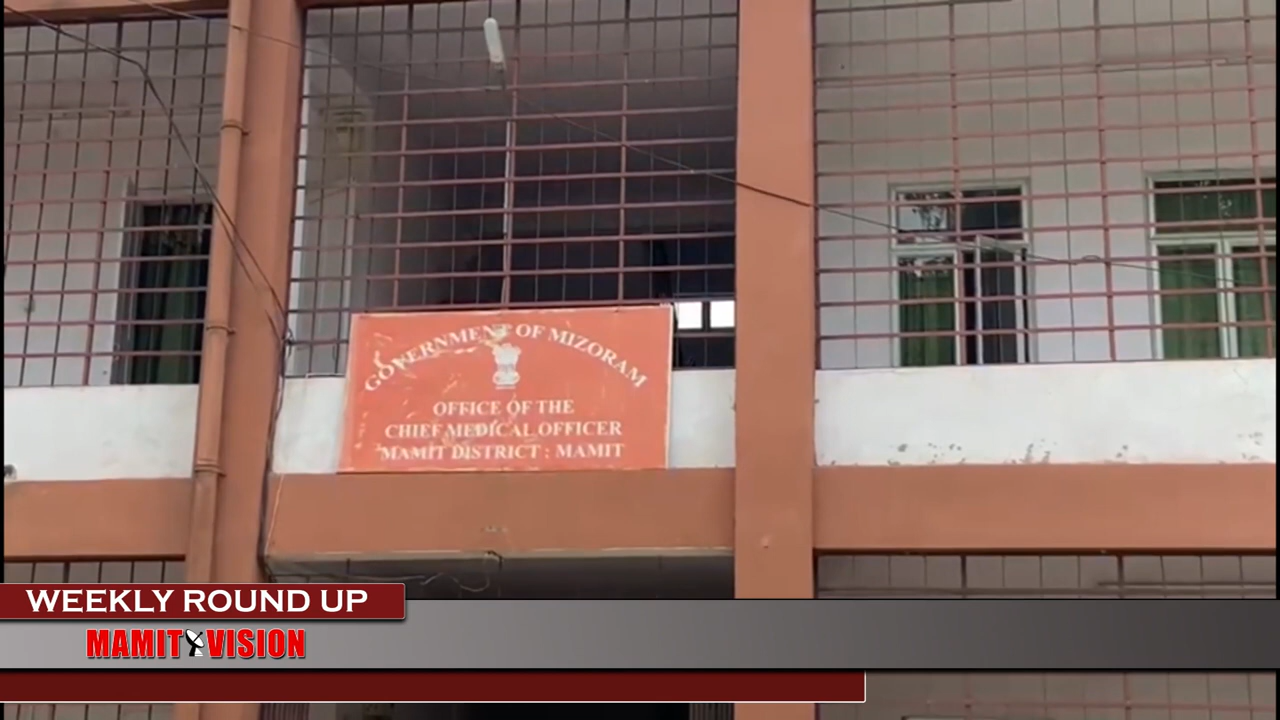 GOVERNMENT OF MIZORAM
OFFICE OF THE
CHIEF MEDICAL OFFICER
MAMIT DISTRICT : MAMIT
WEEKLY ROUND UP
MAMIT VISION